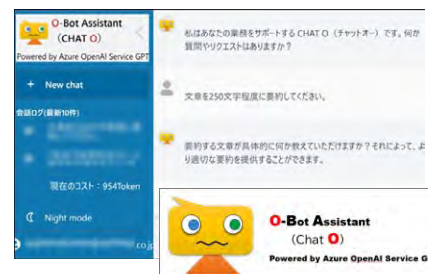 O-Bot Assistant
(CHAT O)
Powered by Azure OpenAI Service GPT
+ New chat
会話ログ(最新10件)
現在のコスト：954Token
Night mode
.co.j
私はあなたの業務をサポートする CHAT O（チャットオー）です。何か
質問やリクエストはありますか？
文章を250文字程度に要約してください。
要約する文章が具体的に何か教えていただけますか？それによって、よ
り適切な要約を提供することができます。
O-Bot Assistant
(Chat O)
Powered by Azure OpenAI Service G